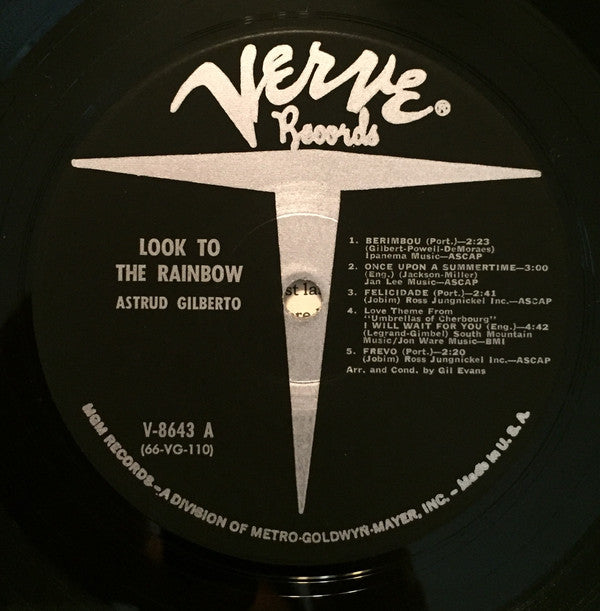 Verve®
Records
LOOK TO
THE RAINBOW
ASTRUD GILBERTO
V-8643 A
(66-VG-110)
1. BERIMBOU (Port.)—2:23
(Gilbert-Powell-DeMoraes)
Ipanema Music—ASCAP
2. ONCE UPON A SUMMERTIME—3:00
(Eng.) (Jackson-Miller)
Jan Lee Music—ASCAP
3. FELICIDADE (Port.)—2:41
(Jobim) Ross Jungnickel Inc.—ASCAP
4. Love Theme From
"Umbrellas of Cherbourg"
I WILL WAIT FOR YOU (Eng.)—4:42
(Legrand-Gimbel) South Mountain
Music/Jon Ware Music—BMI
5. FREVO (Port.)—2:20
(Jobim) Ross Jungnickel Inc.—ASCAP
Arr. and Cond. by Gil Evans
MGM RECORDS—A DIVISION OF METRO-GOLDWYN-MAYER, INC. – Made in U. S. A.